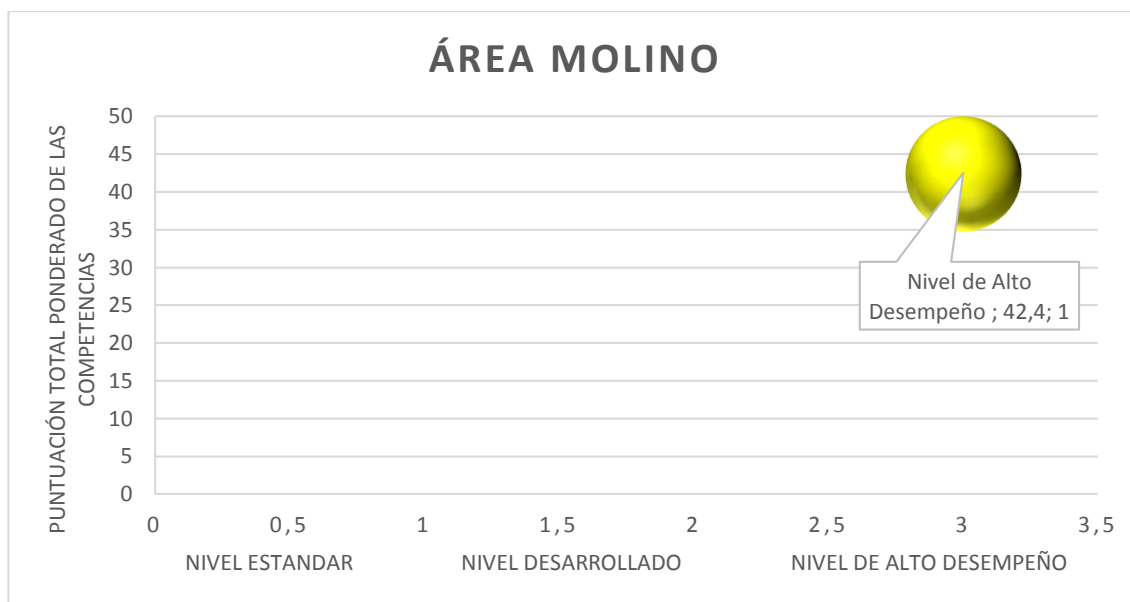 ÁREA MOLINO
PUNTUACIÓN TOTAL PONDERADO DE LAS
COMPETENCIAS
50
45
40
35
30
25
20
15
10
5
0
Nivel de Alto
Desempeño ; 42,4; 1
0 0,5 1 1,5 2 2,5 3 3,5
NIVEL ESTANDAR NIVEL DESARROLLADO NIVEL DE ALTO DESEMPEÑO